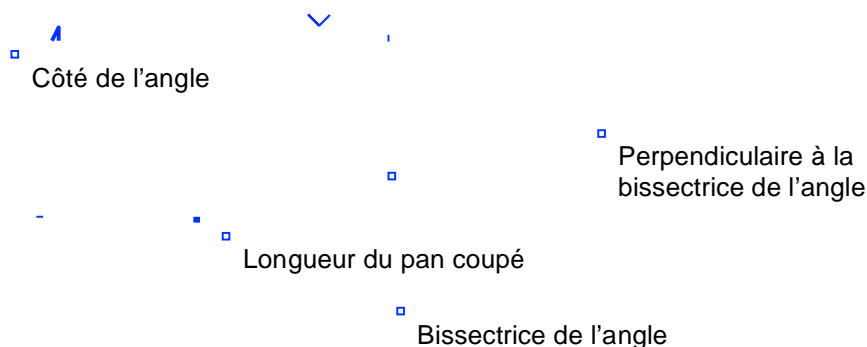 Côté de l’angle
Perpendiculaire à la
bissectrice de l’angle
Longueur du pan coupé
Bissectrice de l’angle